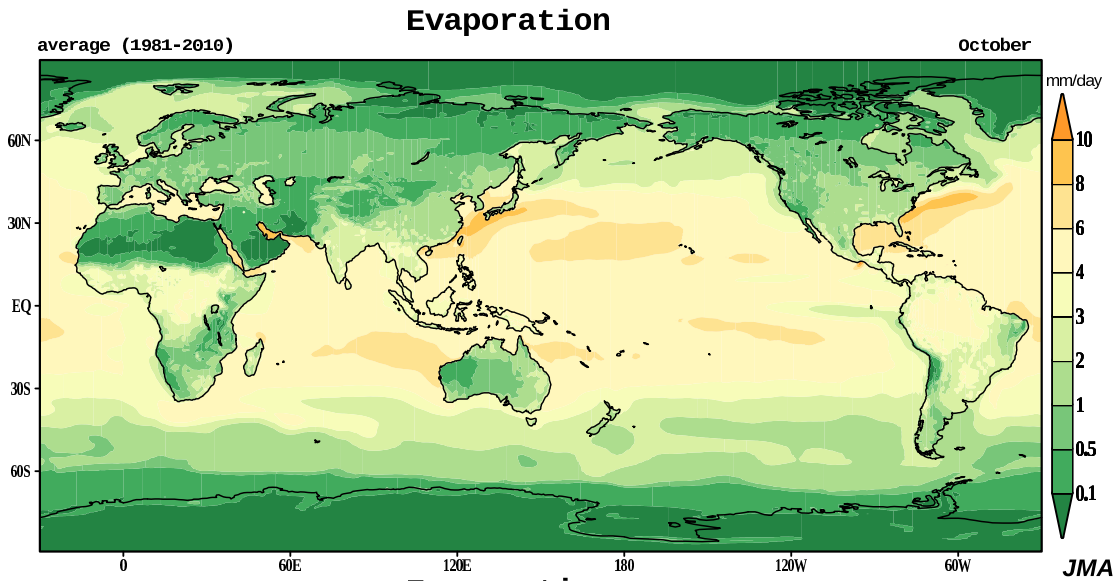 Evaporation
average (1981-2010) October
mm/day
10
8
6
4
3
2
1
0.5
0.1
60N
30N
EQ
30S
60S
0 60E 120E 180 120W 60W
JMA